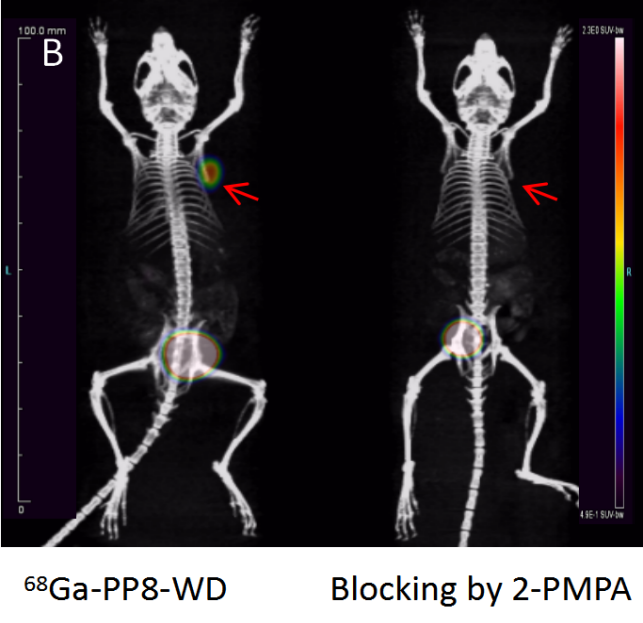 100.0 mm
B
2.3E0 SUV-bw
L
R
0
4.9E-1 SUV-bw
⁶⁸Ga-PP8-WD
Blocking by 2-PMPA